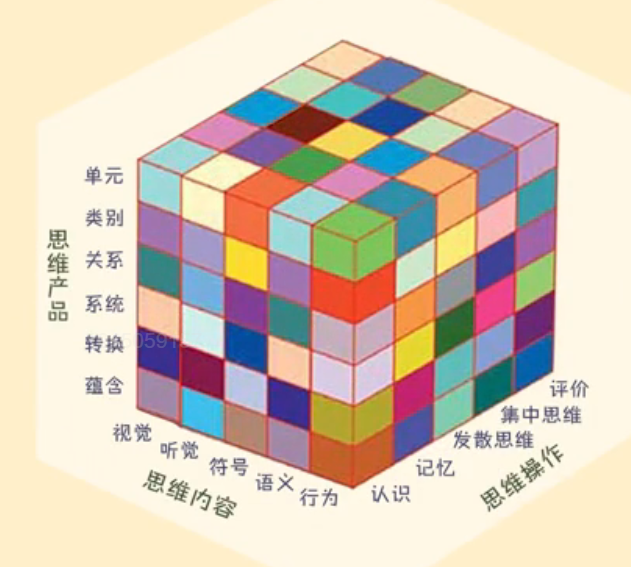 思维产品
单元
类别
关系
系统
转换
蕴含
视觉
听觉
符号
语义
行为
思维内容
认识
记忆
发散思维
集中思维
评价
思维操作